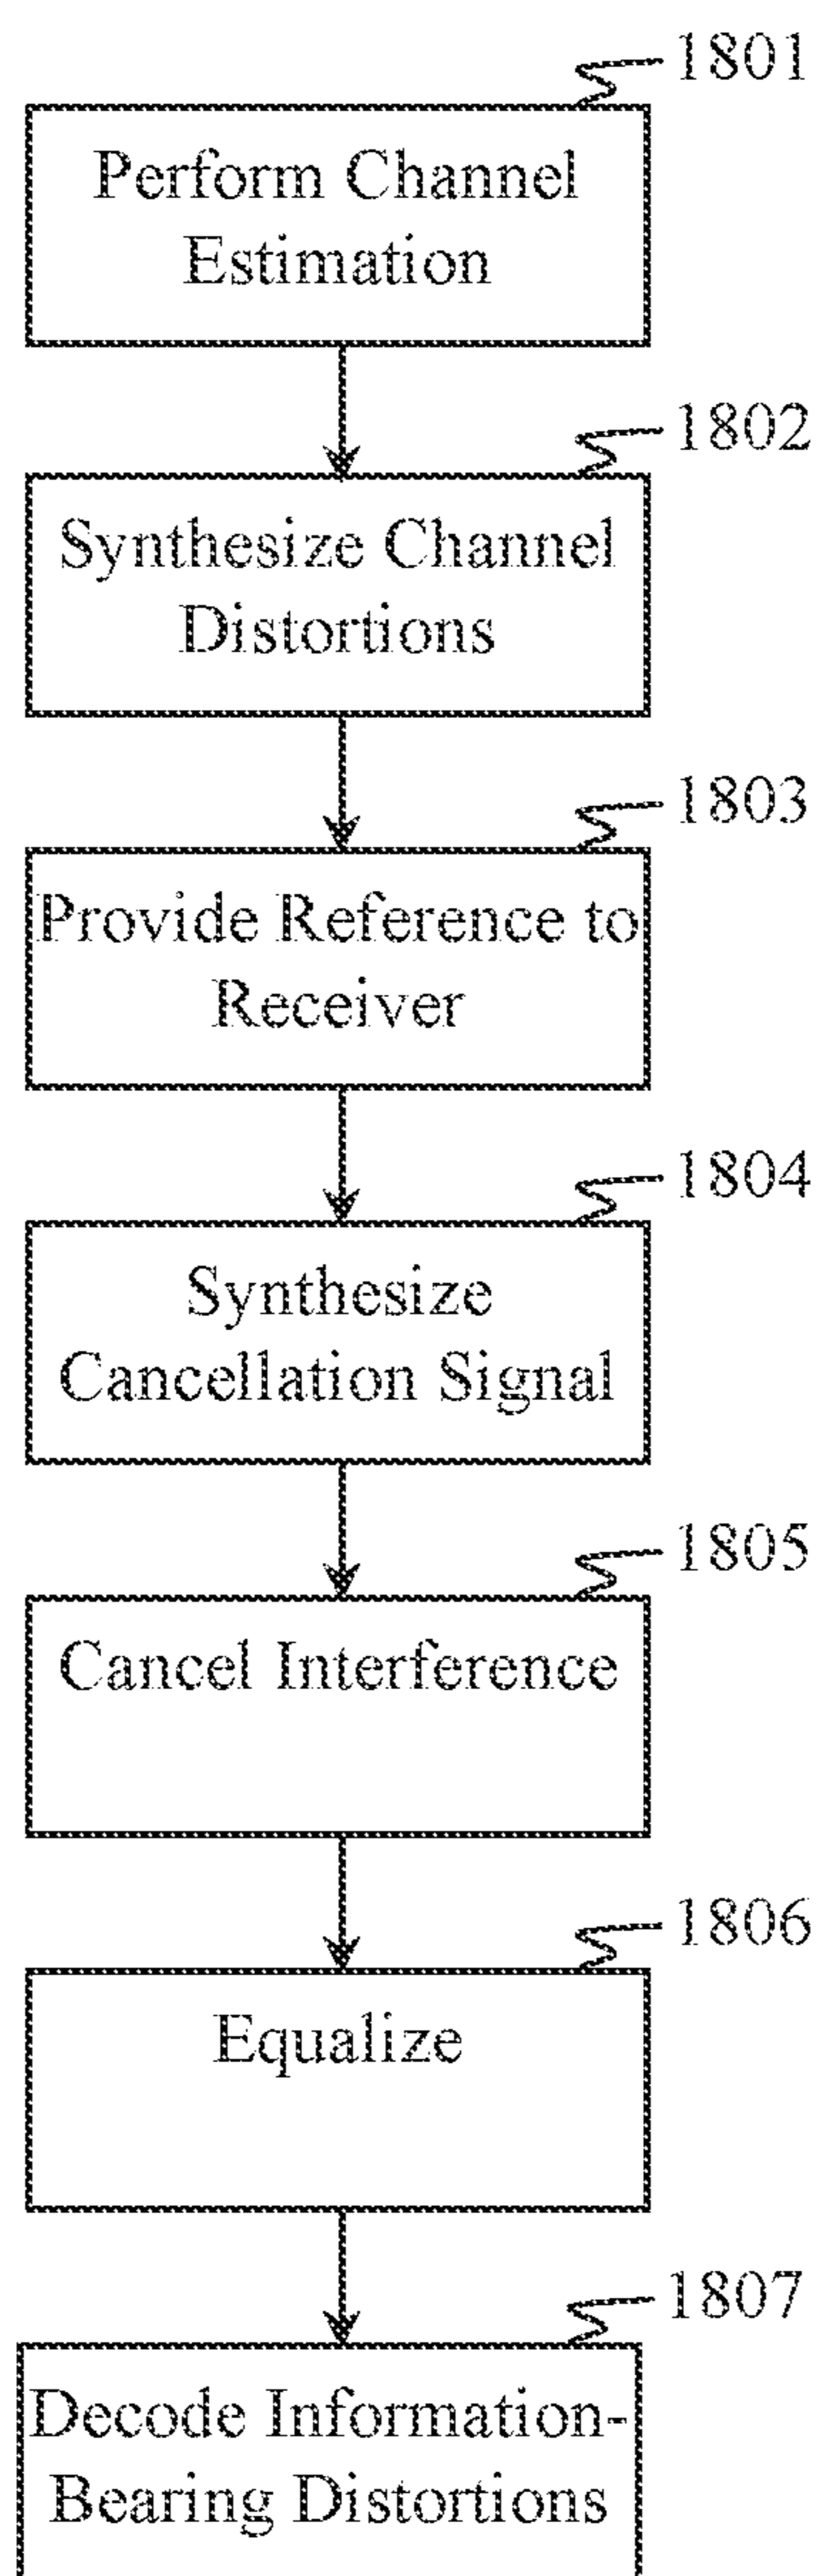 1801
Perform Channel
Estimation
1802
Synthesize Channel
Distortions
1803
Provide Reference to
Receiver
1804
Synthesize
Cancellation Signal
1805
Cancel Interference
1806
Equalize
1807
Decode Information-
Bearing Distortions